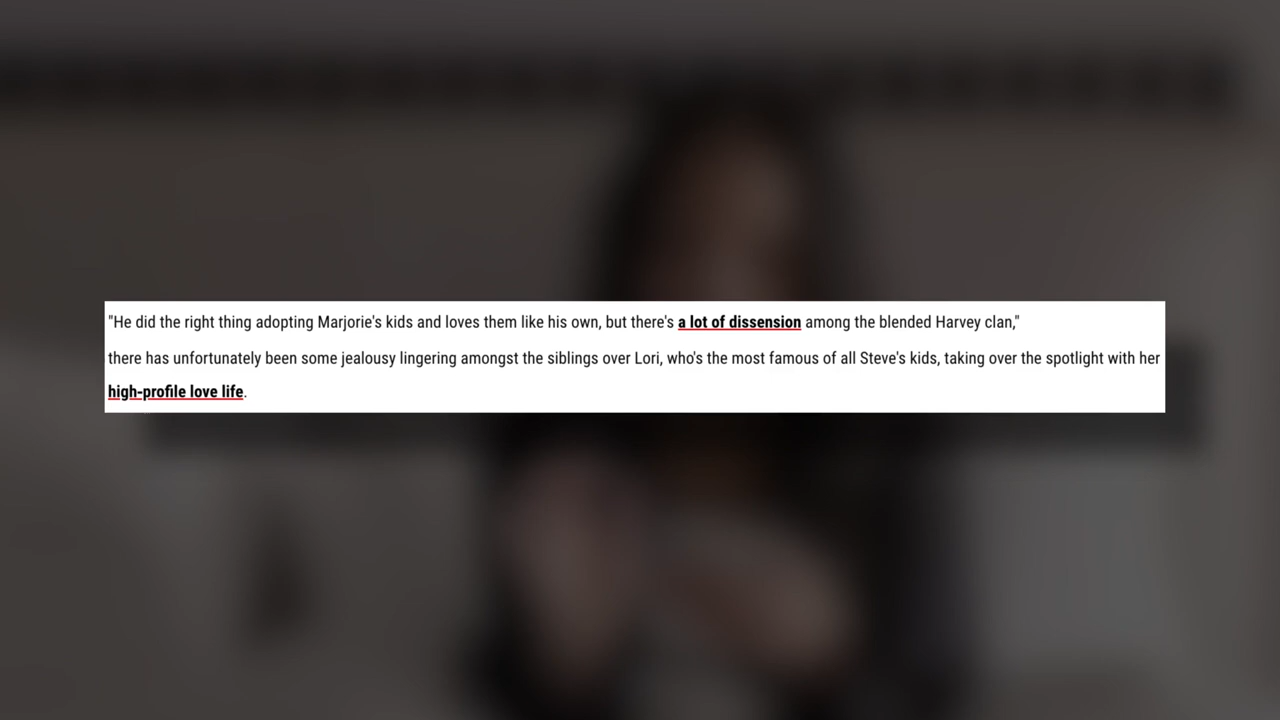 "He did the right thing adopting Marjorie's kids and loves them like his own, but there's a lot of dissension among the blended Harvey clan,"
there has unfortunately been some jealousy lingering amongst the siblings over Lori, who's the most famous of all Steve's kids, taking over the spotlight with her
high-profile love life.